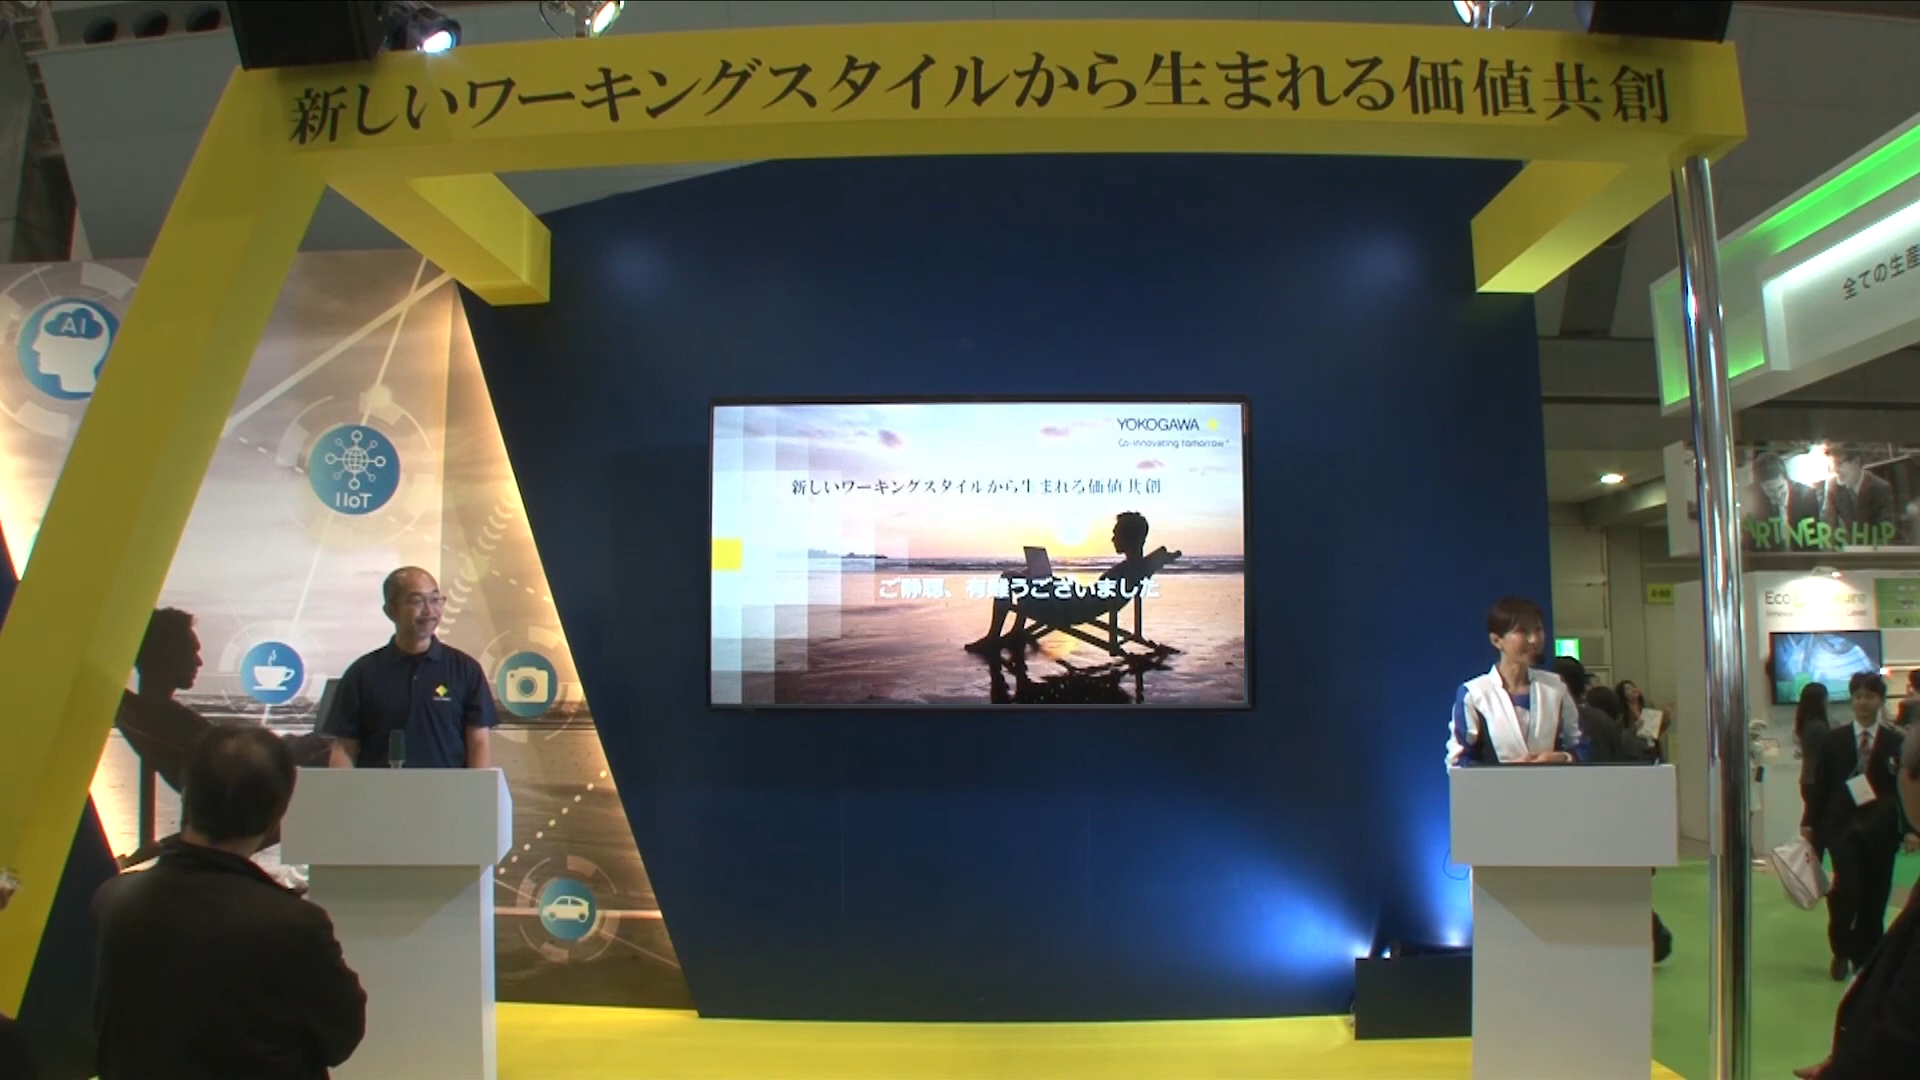 新しいワーキングスタイルから生まれる価値共創
全ての生産
AI
IIoT
YOKOGAWA
Co-innovating tomorrow
新しいワーキングスタイルから生まれる価値共創
ご静聴、有難うございました
ARTNERSHIP